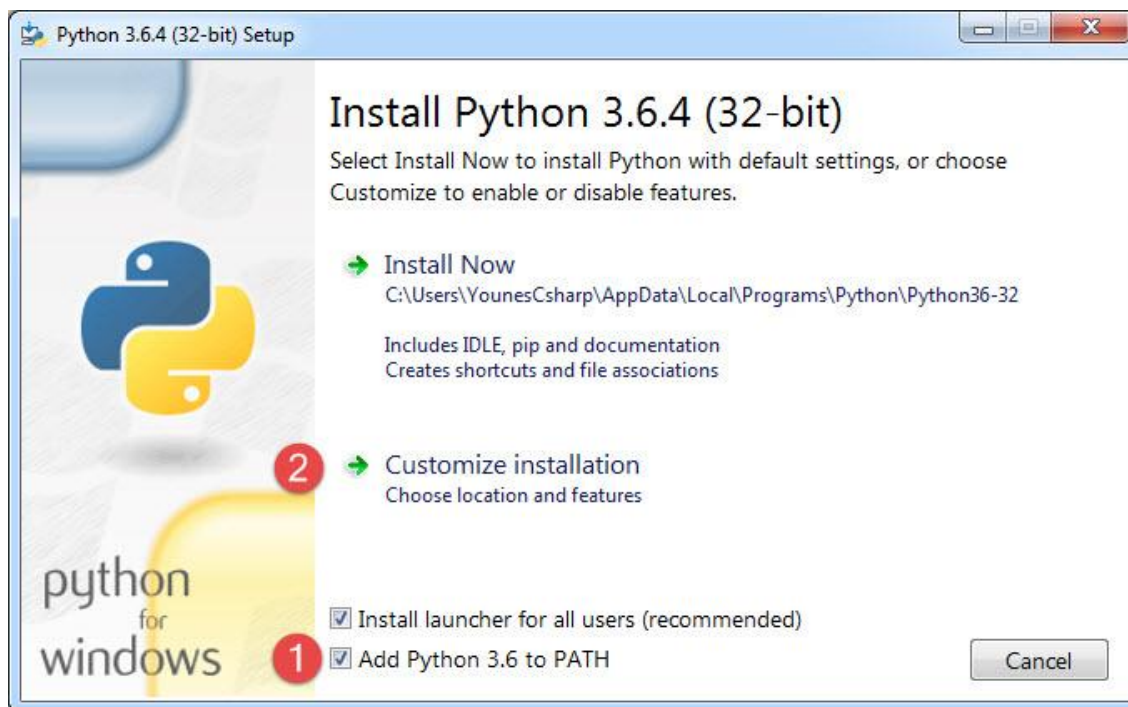 Python 3.6.4 (32-bit) Setup
Install Python 3.6.4 (32-bit)
Select Install Now to install Python with default settings, or choose
Customize to enable or disable features.
Install Now
C:\Users\YounesCsharp\AppData\Local\Programs\Python\Python36-32
Includes IDLE, pip and documentation
Creates shortcuts and file associations
2
Customize installation
Choose location and features
python
for
windows
Install launcher for all users (recommended)
1
Add Python 3.6 to PATH
Cancel